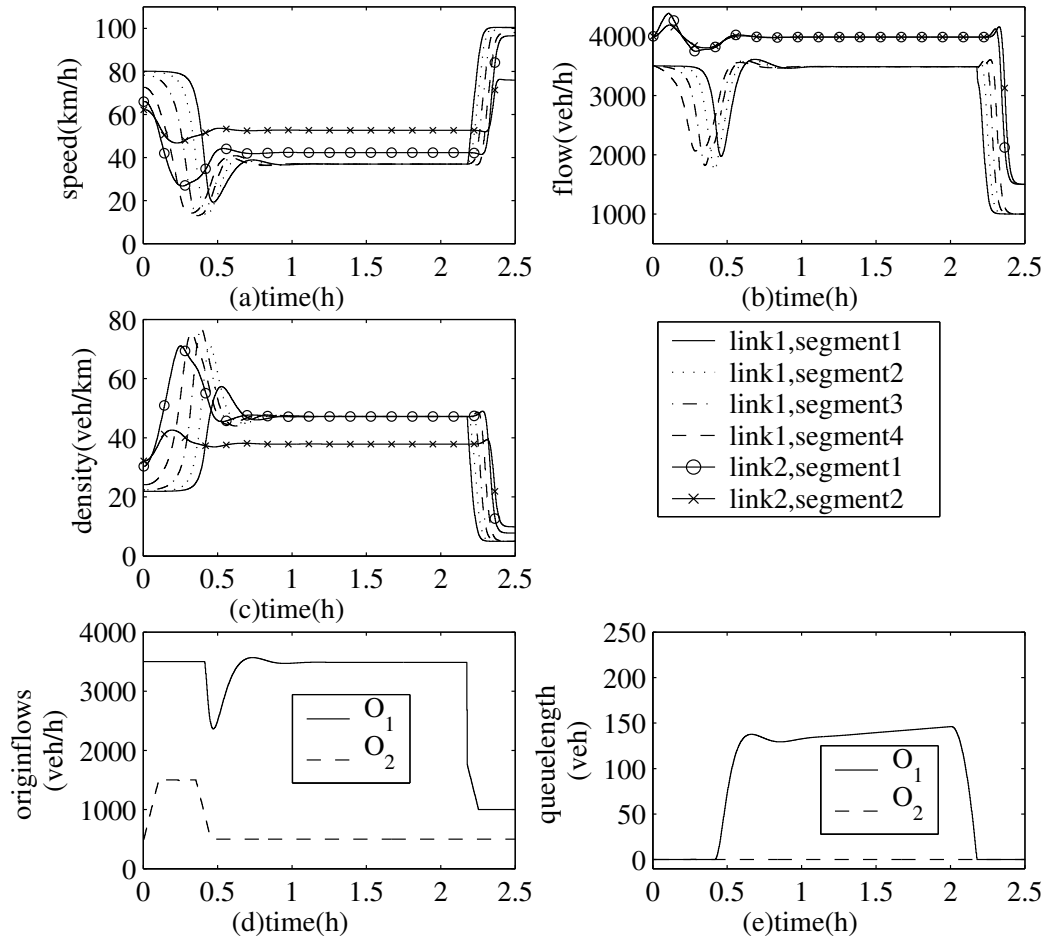 100
80
60
40
20
0
speed(km/h)
0 0.5 1 1.5 2 2.5
(a)time(h)
4000
3000
2000
1000
flow(veh/h)
0 0.5 1 1.5 2 2.5
(b)time(h)
80
60
40
20
0
density(veh/km)
0 0.5 1 1.5 2 2.5
(c)time(h)
link1,segment1
link1,segment2
link1,segment3
link1,segment4
link2,segment1
link2,segment2
4000
3000
2000
1000
0
originflows
(veh/h)
O_1
O_2
0 0.5 1 1.5 2 2.5
(d)time(h)
250
200
150
100
50
0
queuelength
(veh)
O_1
O_2
0 0.5 1 1.5 2 2.5
(e)time(h)